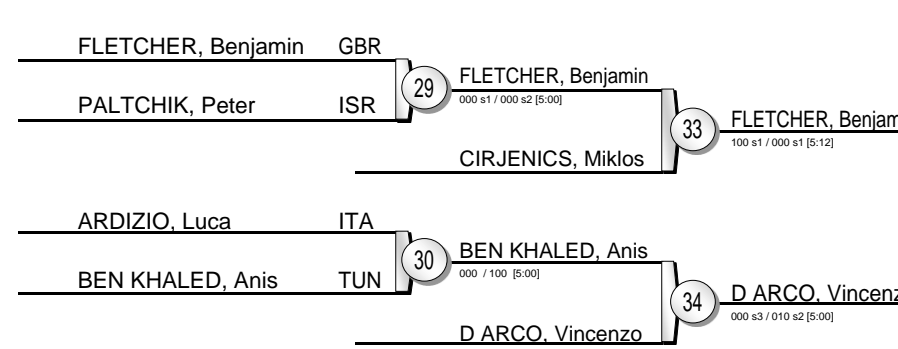 FLETCHER, Benjamin GBR
29
FLETCHER, Benjamin
000 s1 / 000 s2 [5:00]
PALTCHIK, Peter ISR
33
FLETCHER, Benjam
100 s1 / 000 s1 [5:12]
CIRJENICS, Miklos
ARDIZIO, Luca ITA
30
BEN KHALED, Anis
000 / 100 [5:00]
BEN KHALED, Anis TUN
34
D ARCO, Vincenz
000 s3 / 010 s2 [5:00]
D ARCO, Vincenzo